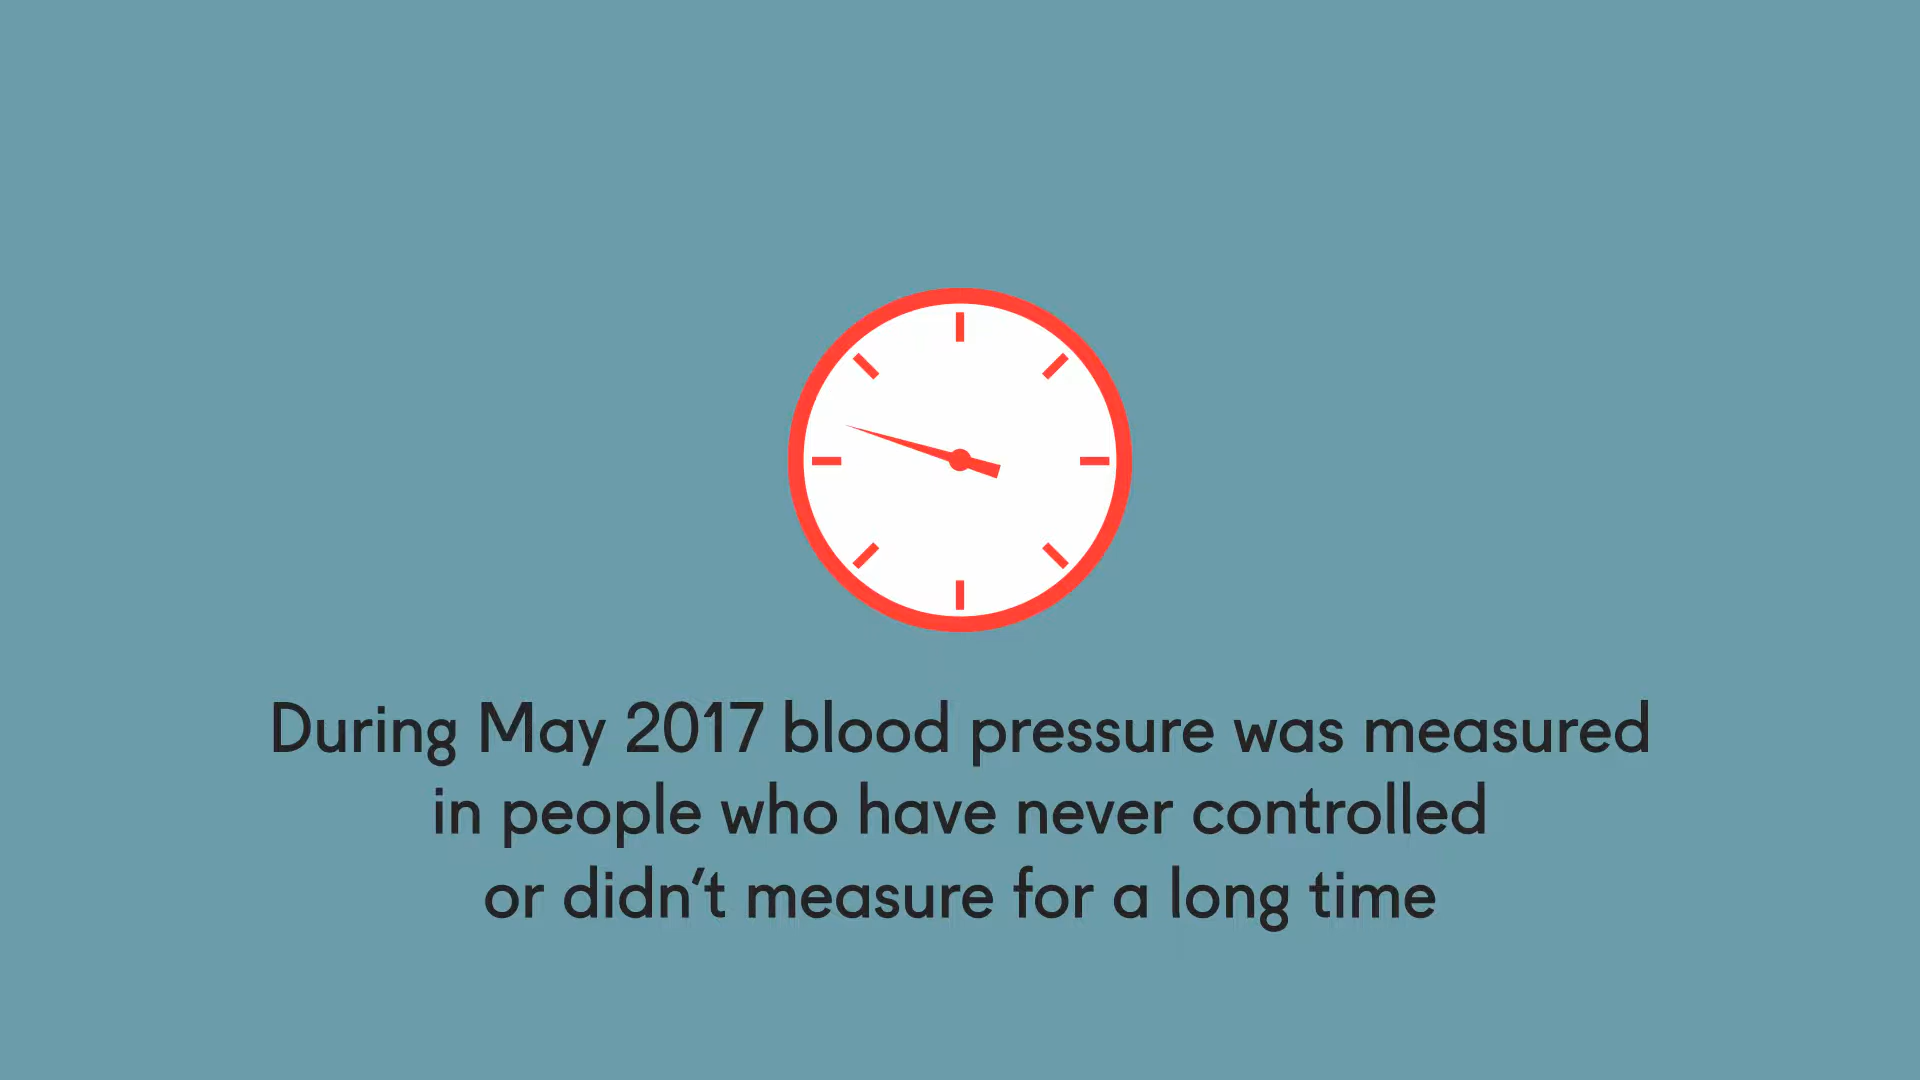 During May 2017 blood pressure was measured
in people who have never controlled
or didn't measure for a long time